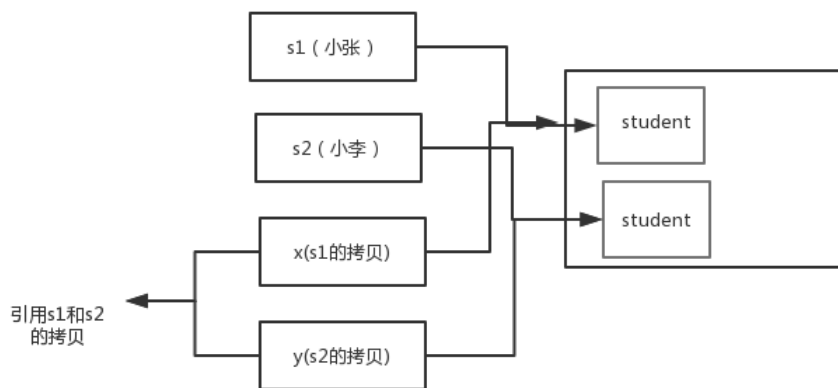 s1（小张）
student
s2（小李）
student
x(s1的拷贝)
引用s1和s2
的拷贝
y(s2的拷贝)